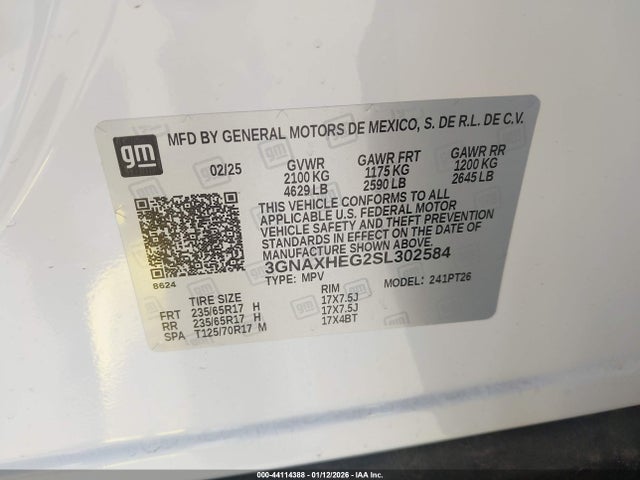 gm
MFD BY GENERAL MOTORS DE MEXICO, S. DE R.L. DE C.V.
02/25 GVWR GAWR FRT GAWR RR
2100 KG 1175 KG 1200 KG
4629 LB 2590 LB 2645 LB
THIS VEHICLE CONFORMS TO ALL
APPLICABLE U.S. FEDERAL MOTOR
VEHICLE SAFETY AND THEFT PREVENTION
STANDARDS IN EFFECT ON THE DATE OF
MANUFACTURE SHOWN ABOVE.
3GNAXHEG2SL302584
8624
TYPE: MPV MODEL: 241PT26
TIRE SIZE RIM
FRT 235/65R17 H 17X7.5J
RR 235/65R17 H 17X7.5J
SPA T125/70R17 M 17X4BT
000-44114388 - 01/12/2026 - IAAI Inc.